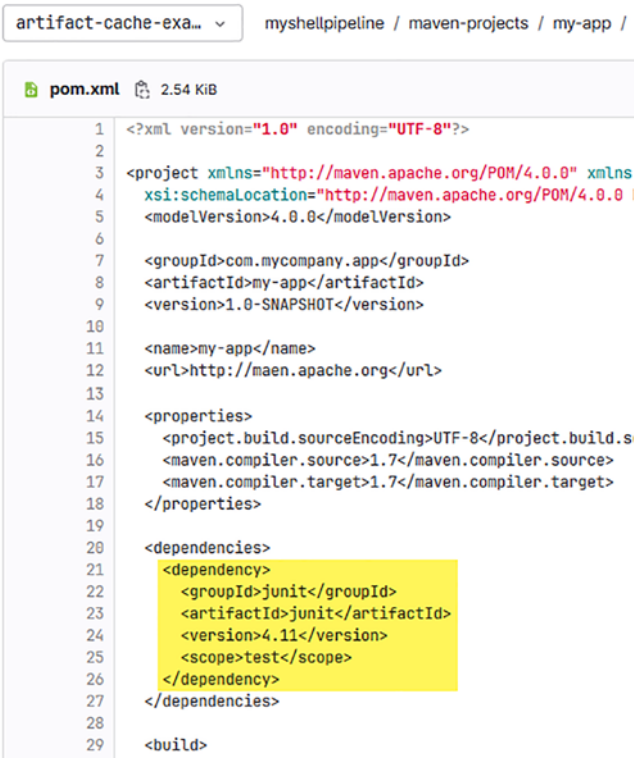 artifact-cache-exa… myshellpipeline / maven-projects / my-app /
pom.xml 2.54 KiB
1 <?xml version="1.0" encoding="UTF-8"?>
2
3 <project xmlns="http://maven.apache.org/POM/4.0.0" xmlns
4 xsi:schemaLocation="http://maven.apache.org/POM/4.0.0
5 <modelVersion>4.0.0</modelVersion>
6
7 <groupId>com.mycompany.app</groupId>
8 <artifactId>my-app</artifactId>
9 <version>1.0-SNAPSHOT</version>
10
11 <name>my-app</name>
12 <url>http://maen.apache.org</url>
13
14 <properties>
15 <project.build.sourceEncoding>UTF-8</project.build.s
16 <maven.compiler.source>1.7</maven.compiler.source>
17 <maven.compiler.target>1.7</maven.compiler.target>
18 </properties>
19
20 <dependencies>
21 <dependency>
22 <groupId>junit</groupId>
23 <artifactId>junit</artifactId>
24 <version>4.11</version>
25 <scope>test</scope>
26 </dependency>
27 </dependencies>
28
29 <build>